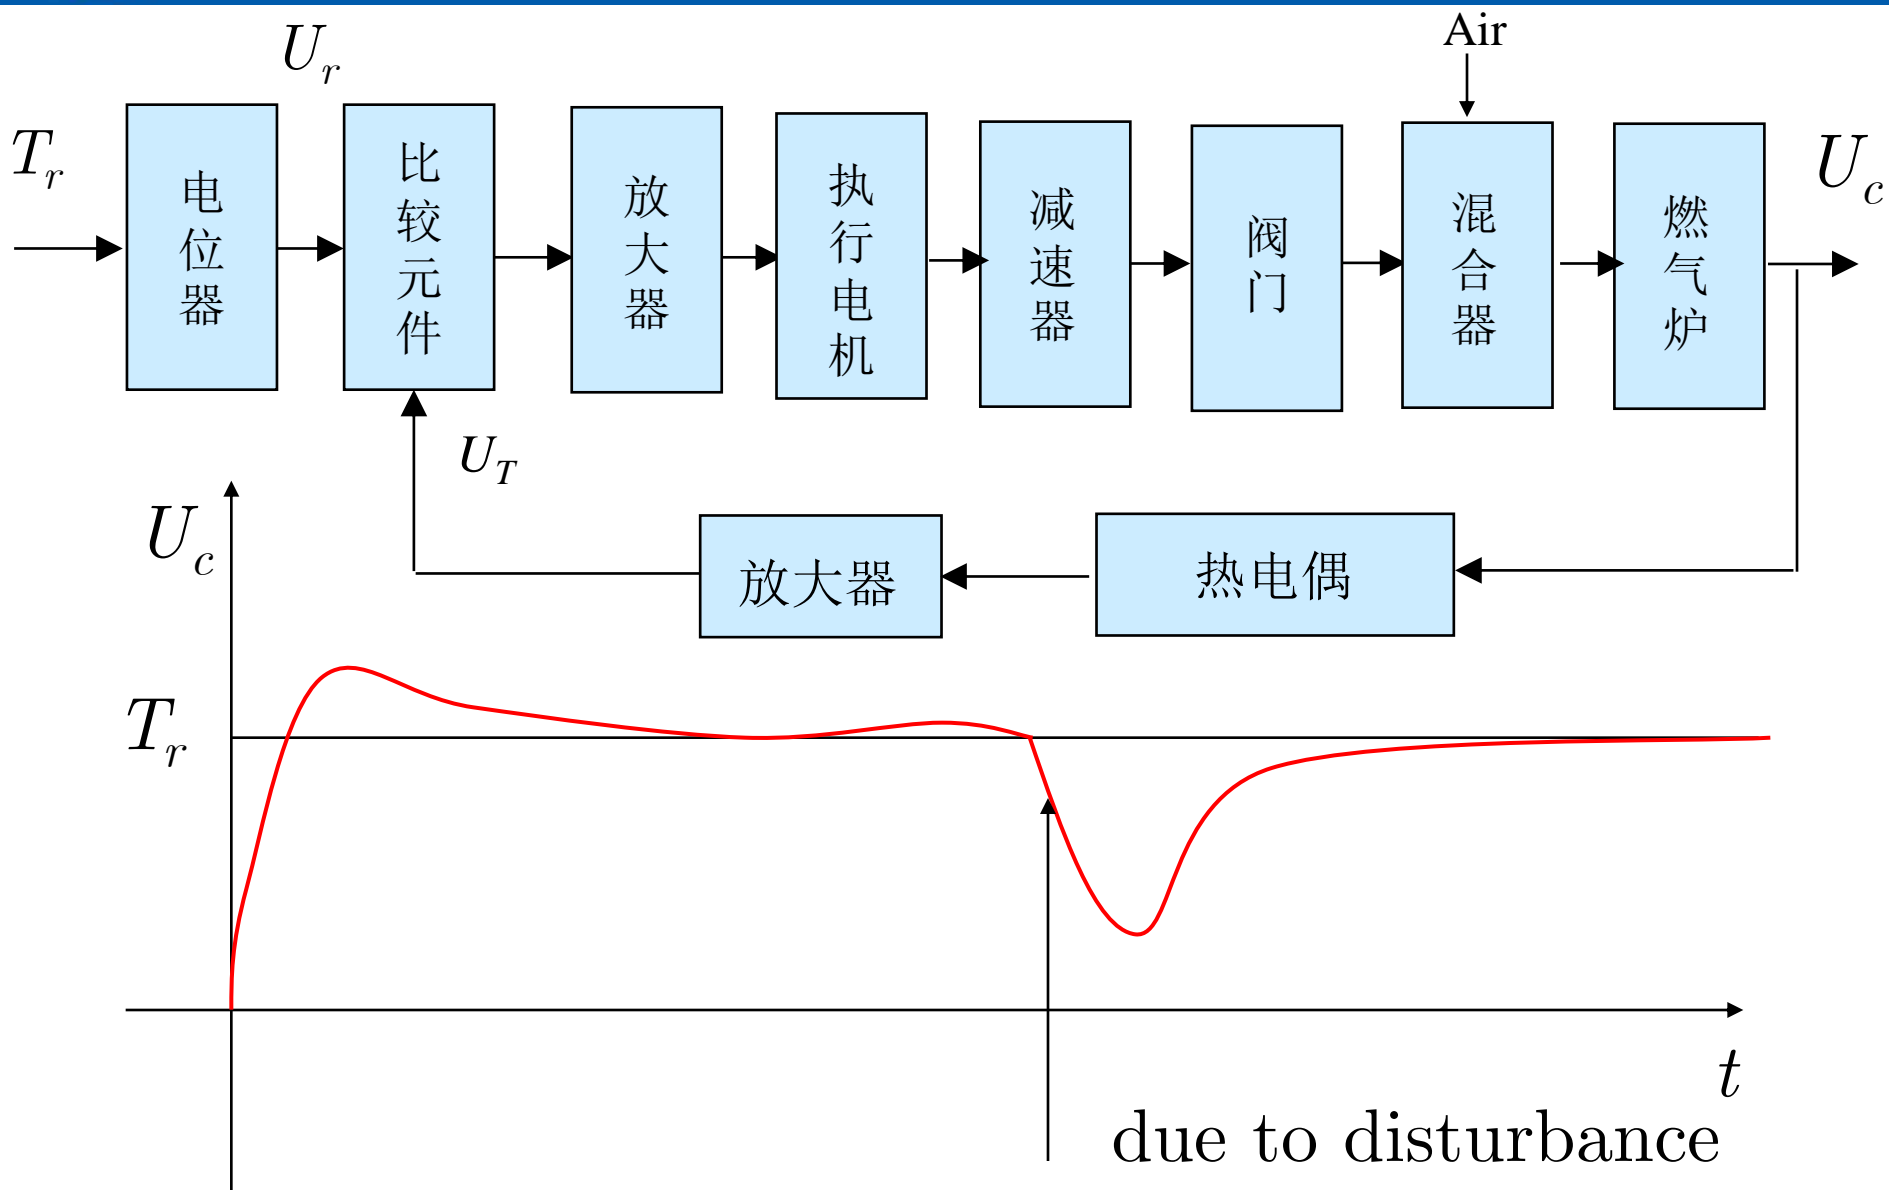 Air
U_r
T_r
电位器
比较元件
放大器
执行电机
减速器
阀门
混合器
燃气炉
U_c
U_T
放大器
热电偶
U_c
T_r
t
due to disturbance